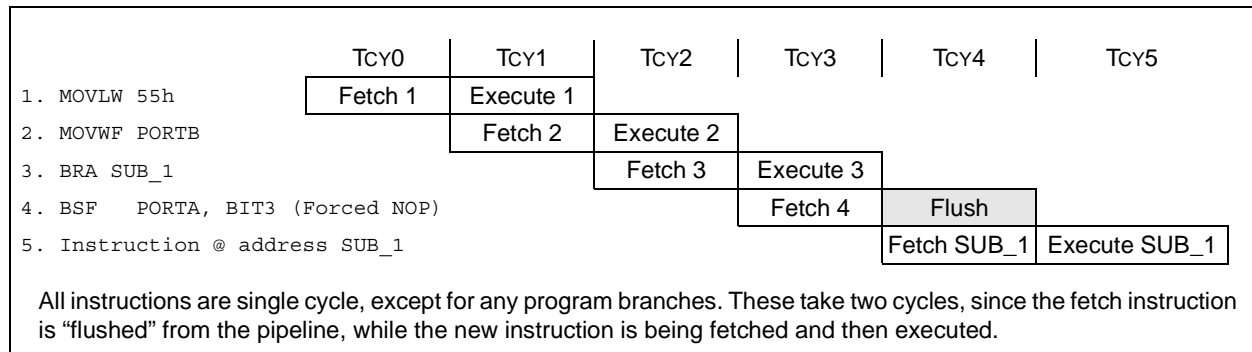 TCY0 TCY1 TCY2 TCY3 TCY4 TCY5
1. MOVLW 55h Fetch 1 Execute 1
2. MOVWF PORTB Fetch 2 Execute 2
3. BRA SUB_1 Fetch 3 Execute 3
4. BSF PORTA, BIT3 (Forced NOP) Fetch 4 Flush
5. Instruction @ address SUB_1 Fetch SUB_1 Execute SUB_1
All instructions are single cycle, except for any program branches. These take two cycles, since the fetch instruction
is “flushed” from the pipeline, while the new instruction is being fetched and then executed.